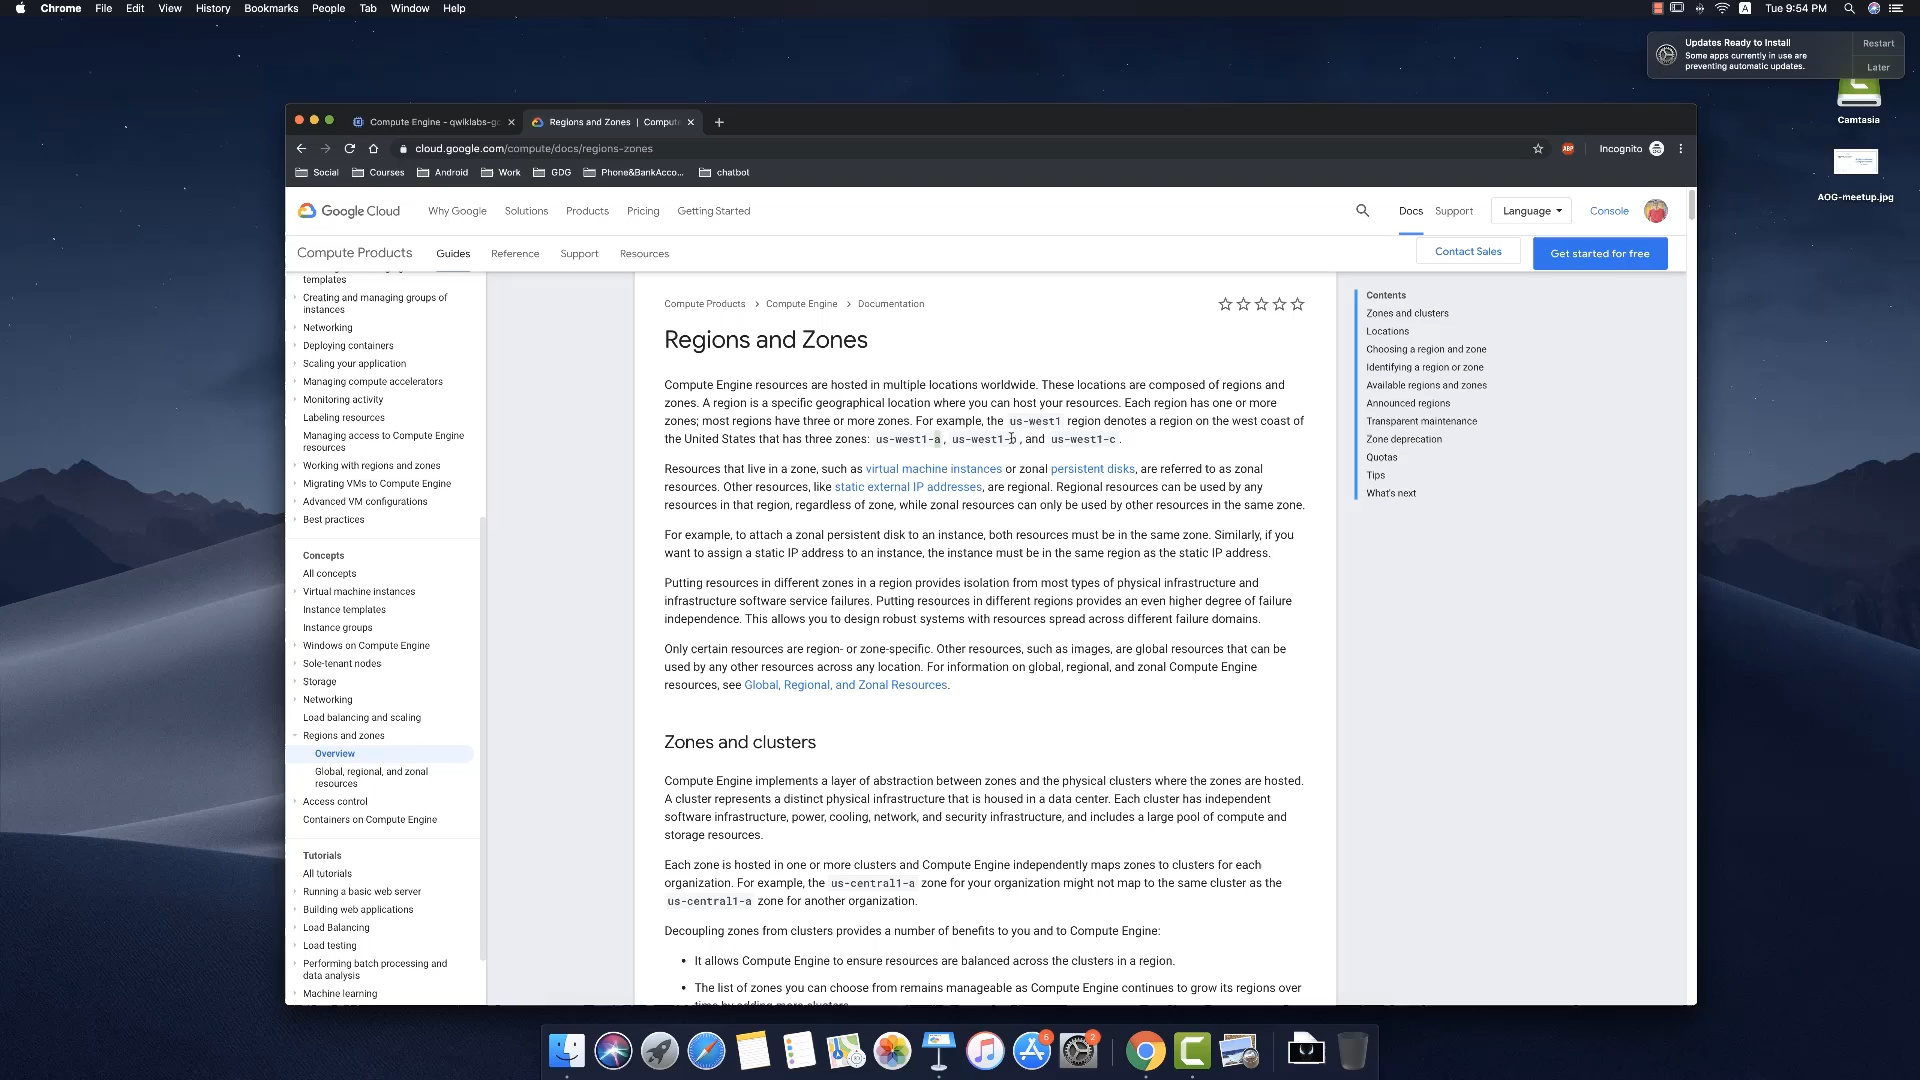 Chrome File Edit View History Bookmarks People Tab Window Help
A Tue 9:54 PM
Updates Ready to Install
Some apps currently in use are
preventing automatic updates.
Restart
Later
Camtasia
AOG-meetup.jpg
Compute Engine - qwiklabs-gc
Regions and Zones | Compute
cloud.google.com/compute/docs/regions-zones
ABP
Incognito
Social Courses Android Work GDG Phone&BankAcco... chatbot
Google Cloud Why Google Solutions Products Pricing Getting Started
Docs Support Language Console
Compute Products Guides Reference Support Resources
Contact Sales Get started for free
templates
Creating and managing groups of
instances
Networking
Deploying containers
Scaling your application
Managing compute accelerators
Monitoring activity
Labeling resources
Managing access to Compute Engine
resources
Working with regions and zones
Migrating VMs to Compute Engine
Advanced VM configurations
Best practices
Concepts
All concepts
Virtual machine instances
Instance templates
Instance groups
Windows on Compute Engine
Sole-tenant nodes
Storage
Networking
Load balancing and scaling
Regions and zones
Overview
Global, regional, and zonal
resources
Access control
Containers on Compute Engine
Tutorials
All tutorials
Running a basic web server
Building web applications
Load Balancing
Load testing
Performing batch processing and
data analysis
Machine learning
Compute Products > Compute Engine > Documentation
Regions and Zones
Compute Engine resources are hosted in multiple locations worldwide. These locations are composed of regions and
zones. A region is a specific geographical location where you can host your resources. Each region has one or more
zones; most regions have three or more zones. For example, the us-west1 region denotes a region on the west coast of
the United States that has three zones: us-west1-a, us-west1-b, and us-west1-c.
Resources that live in a zone, such as virtual machine instances or zonal persistent disks, are referred to as zonal
resources. Other resources, like static external IP addresses, are regional. Regional resources can be used by any
resources in that region, regardless of zone, while zonal resources can only be used by other resources in the same zone.
For example, to attach a zonal persistent disk to an instance, both resources must be in the same zone. Similarly, if you
want to assign a static IP address to an instance, the instance must be in the same region as the static IP address.
Putting resources in different zones in a region provides isolation from most types of physical infrastructure and
infrastructure software service failures. Putting resources in different regions provides an even higher degree of failure
independence. This allows you to design robust systems with resources spread across different failure domains.
Only certain resources are region- or zone-specific. Other resources, such as images, are global resources that can be
used by any other resources across any location. For information on global, regional, and zonal Compute Engine
resources, see Global, Regional, and Zonal Resources.
Zones and clusters
Compute Engine implements a layer of abstraction between zones and the physical clusters where the zones are hosted.
A cluster represents a distinct physical infrastructure that is housed in a data center. Each cluster has independent
software infrastructure, power, cooling, network, and security infrastructure, and includes a large pool of compute and
storage resources.
Each zone is hosted in one or more clusters and Compute Engine independently maps zones to clusters for each
organization. For example, the us-central1-a zone for your organization might not map to the same cluster as the
us-central1-a zone for another organization.
Decoupling zones from clusters provides a number of benefits to you and to Compute Engine:
• It allows Compute Engine to ensure resources are balanced across the clusters in a region.
• The list of zones you can choose from remains manageable as Compute Engine continues to grow its regions over
time by adding more clusters.
Contents
Zones and clusters
Locations
Choosing a region and zone
Identifying a region or zone
Available regions and zones
Announced regions
Transparent maintenance
Zone deprecation
Quotas
Tips
What's next